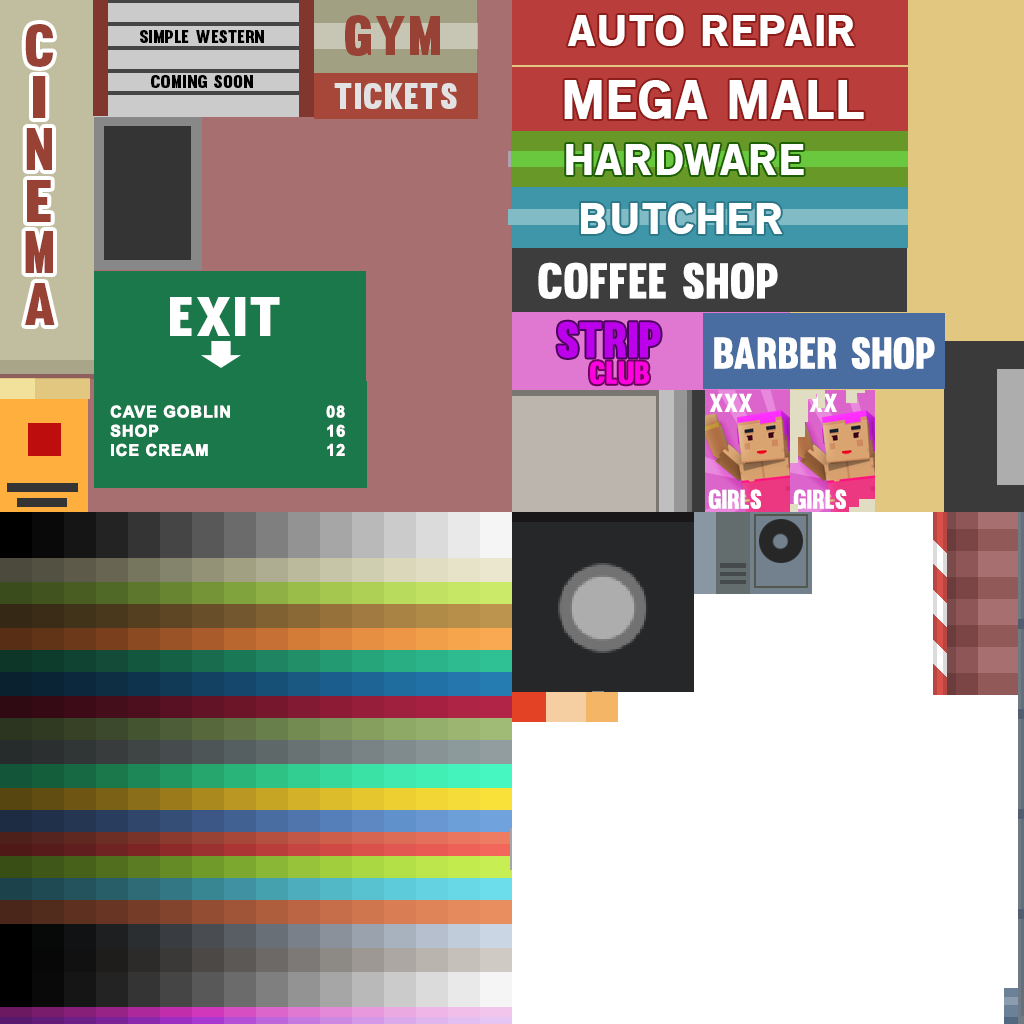 CINEMA
SIMPLE WESTERN
COMING SOON
GYM
TICKETS
EXIT
CAVE GOBLIN 08
SHOP 16
ICE CREAM 12
AUTO REPAIR
MEGA MALL
HARDWARE
BUTCHER
COFFEE SHOP
STRIP
CLUB
BARBER SHOP
XXX
GIRLS
XX
GIRLS